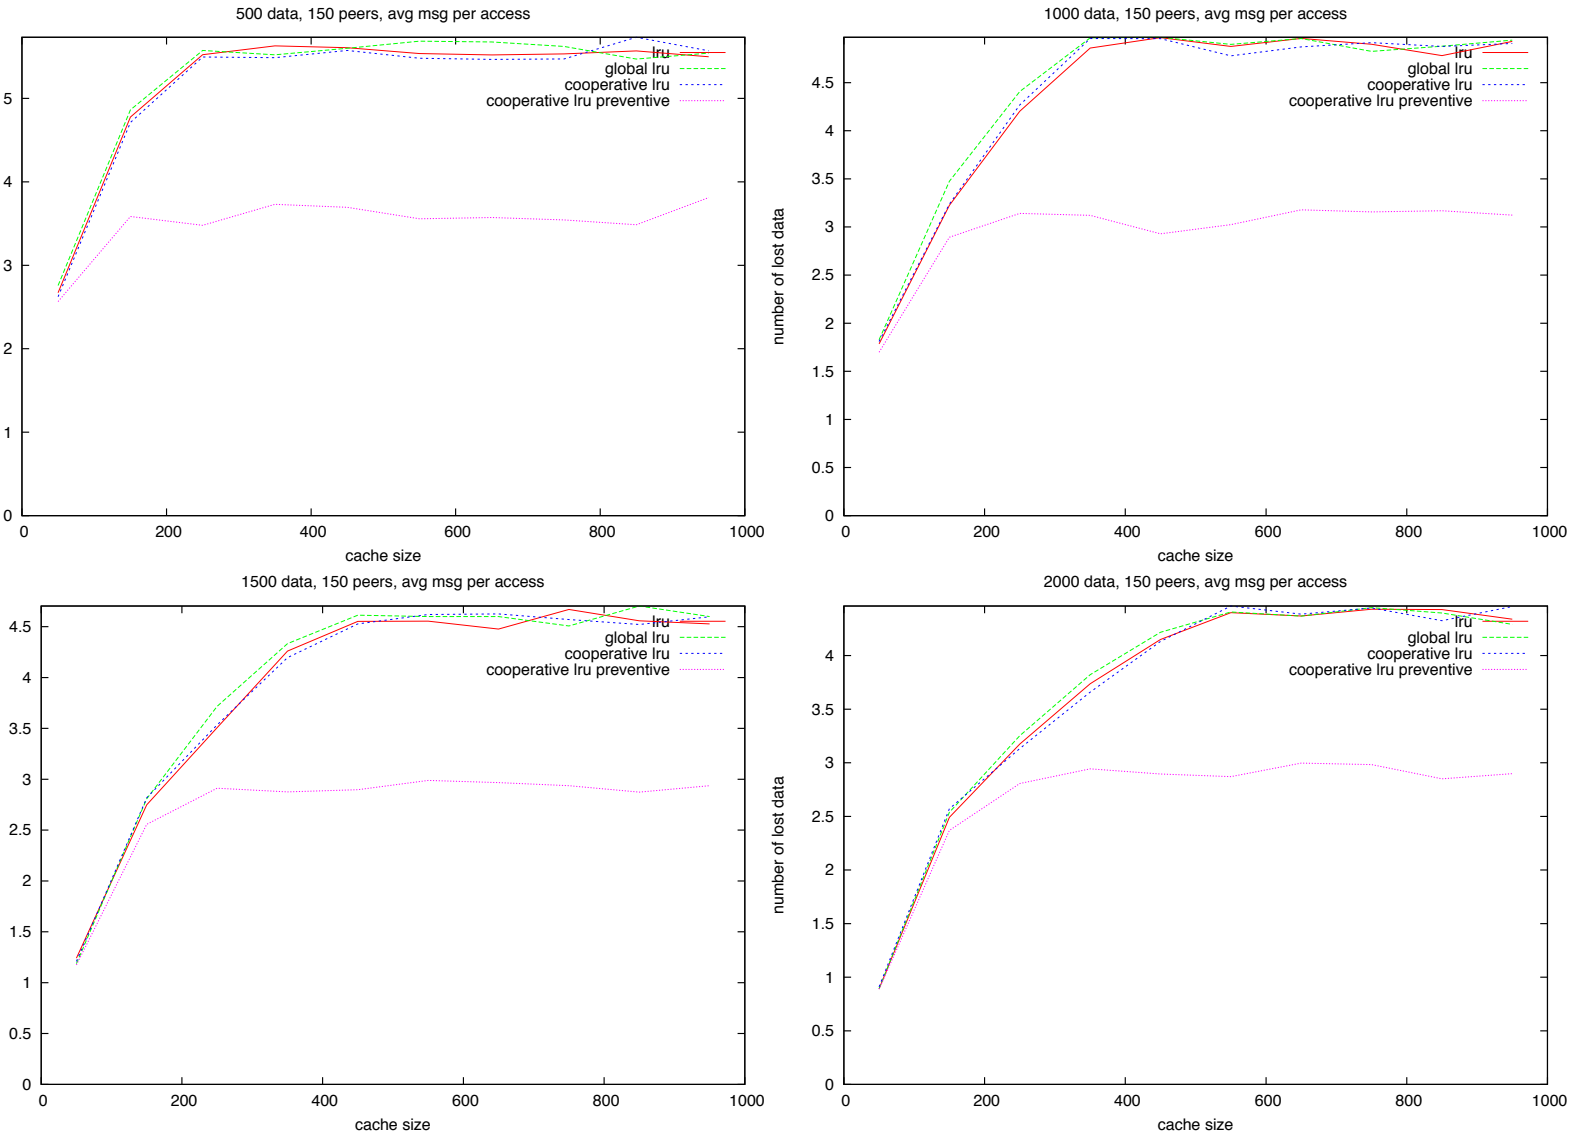 500 data, 150 peers, avg msg per access
lru
global lru
cooperative lru
cooperative lru preventive
5
4
3
2
1
0
0
200
400
600
800
1000
cache size
1000 data, 150 peers, avg msg per access
lru
global lru
cooperative lru
cooperative lru preventive
number of lost data
4.5
4
3.5
3
2.5
2
1.5
1
0.5
0
0
200
400
600
800
1000
cache size
1500 data, 150 peers, avg msg per access
lru
global lru
cooperative lru
cooperative lru preventive
4.5
4
3.5
3
2.5
2
1.5
1
0.5
0
0
200
400
600
800
1000
cache size
2000 data, 150 peers, avg msg per access
lru
global lru
cooperative lru
cooperative lru preventive
number of lost data
4
3.5
3
2.5
2
1.5
1
0.5
0
0
200
400
600
800
1000
cache size